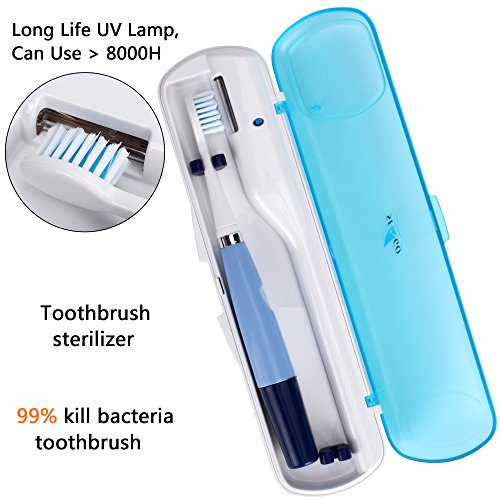 Long Life UV Lamp,
Can Use > 8000H
Toothbrush
sterilizer
99% kill bacteria
toothbrush